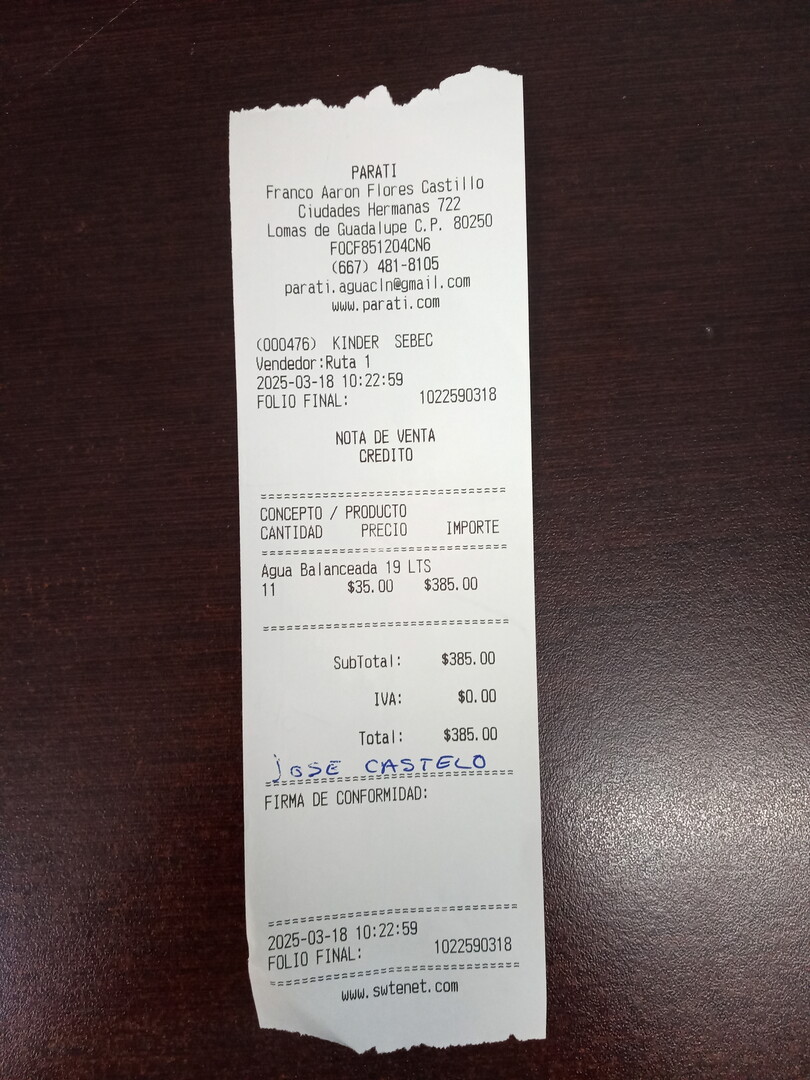 PARATI
Franco Aaron Flores Castillo
Ciudades Hermanas 722
Lomas de Guadalupe C.P. 80250
FOCF851204CN6
(667) 481-8105
parati.aguacln@gmail.com
www.parati.com
(000476) KINDER SEBEC
Vendedor:Ruta 1
2025-03-18 10:22:59
FOLIO FINAL: 1022590318
NOTA DE VENTA
CREDITO
================================
CONCEPTO / PRODUCTO
CANTIDAD PRECIO IMPORTE
================================
Agua Balanceada 19 LTS
11 $35.00 $385.00
================================
SubTotal: $385.00
IVA: $0.00
Total: $385.00
JOSE CASTELO
================================
FIRMA DE CONFORMIDAD:
================================
2025-03-18 10:22:59
FOLIO FINAL: 1022590318
================================
www.swtenet.com